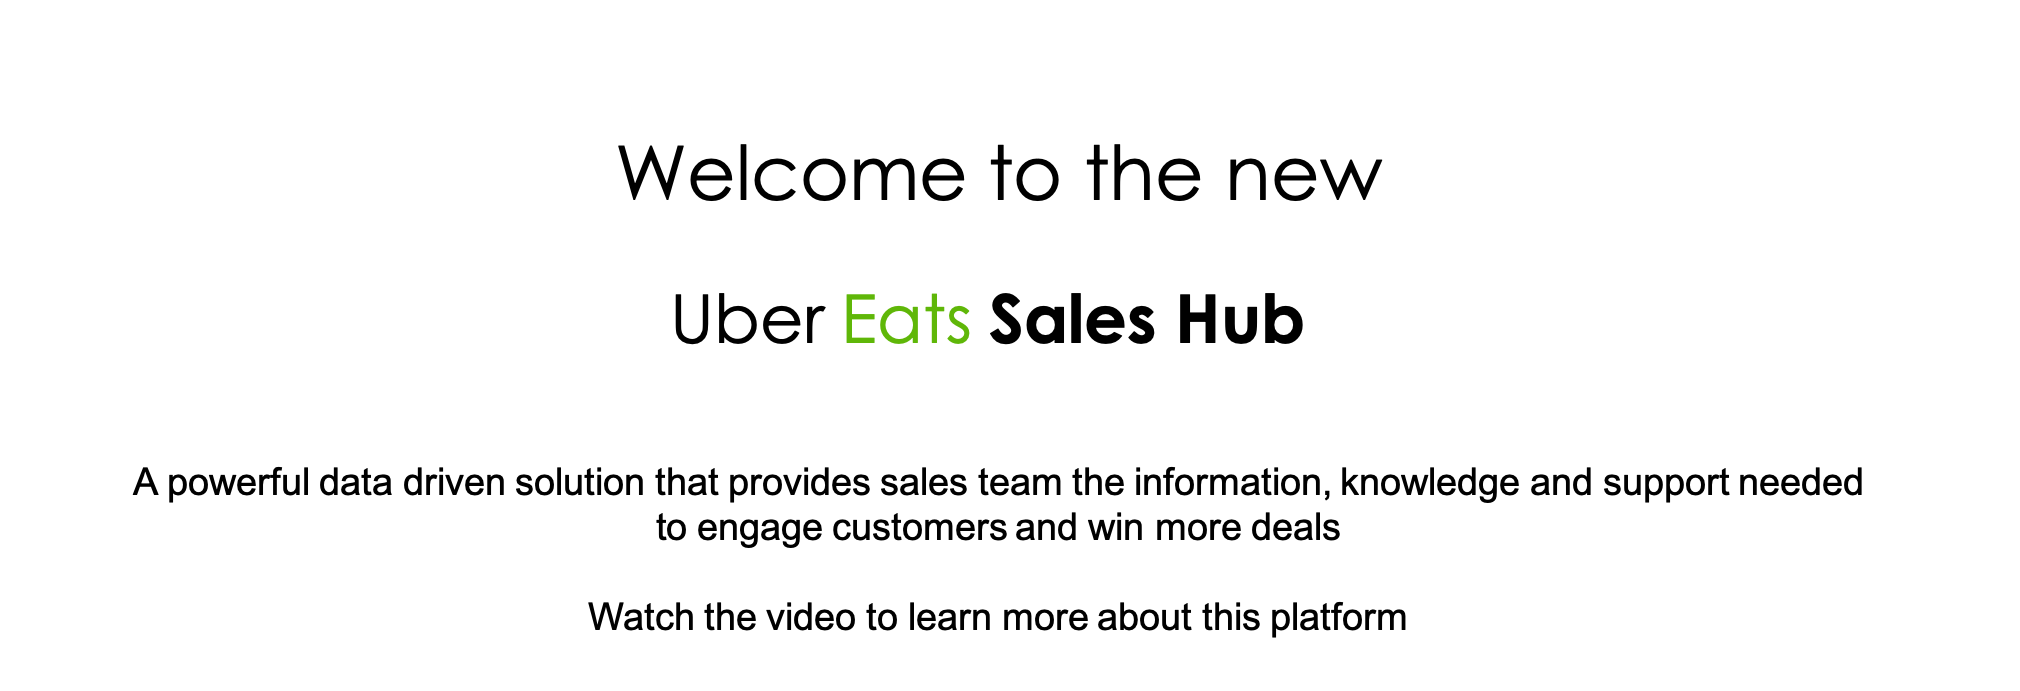 Welcome to the new
Uber Eats Sales Hub
A powerful data driven solution that provides sales team the information, knowledge and support needed
to engage customers and win more deals
Watch the video to learn more about this platform